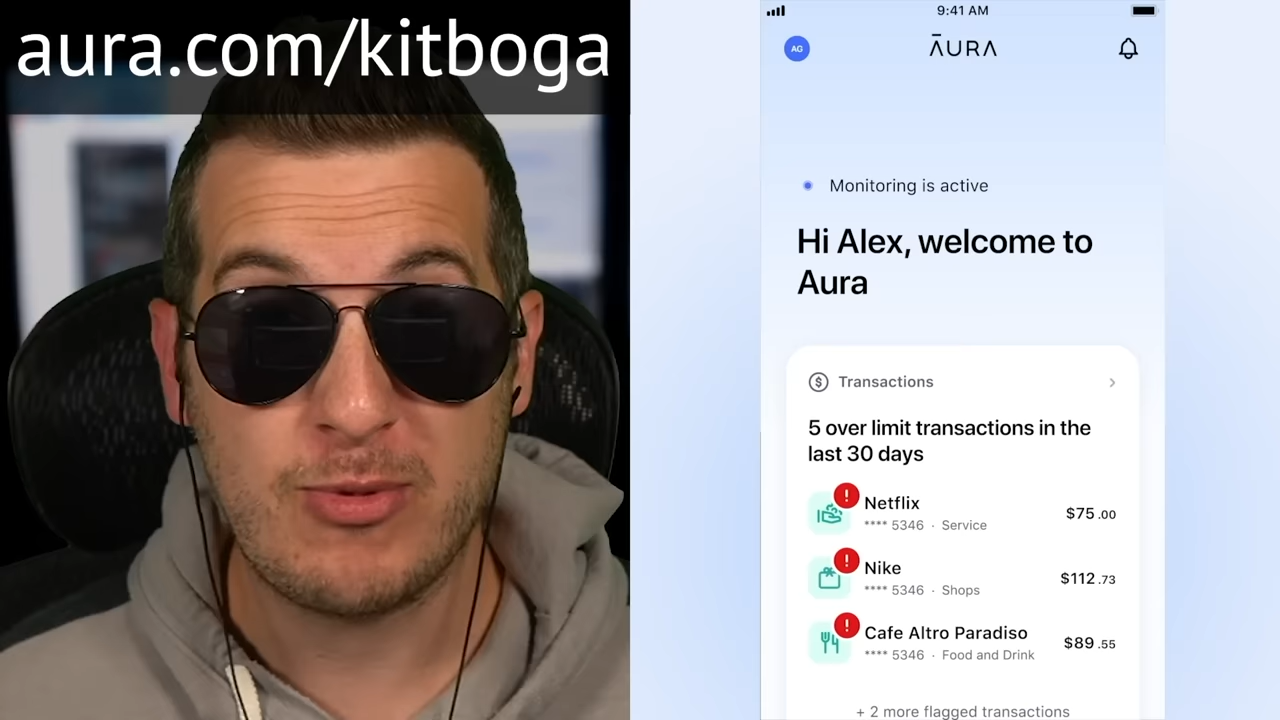 aura.com/kitboga
9:41 AM
AG
ĀURA
Monitoring is active
Hi Alex, welcome to
Aura
Transactions
5 over limit transactions in the
last 30 days
Netflix
**** 5346 · Service
$75.00
Nike
**** 5346 · Shops
$112.73
Cafe Altro Paradiso
**** 5346 · Food and Drink
$89.55
+ 2 more flagged transactions